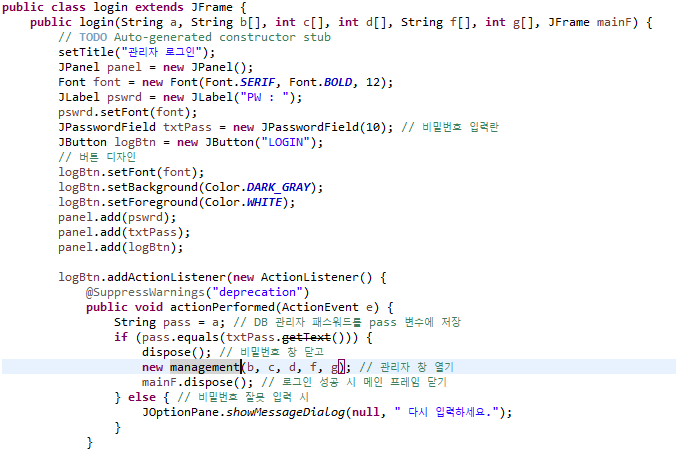 public class login extends JFrame {
    public login(String a, String b[], int c[], int d[], String f[], int g[], JFrame mainF) {
        // TODO Auto-generated constructor stub
        setTitle("관리자 로그인");
        JPanel panel = new JPanel();
        Font font = new Font(Font.SERIF, Font.BOLD, 12);
        JLabel pswrd = new JLabel("PW : ");
        pswrd.setFont(font);
        JPasswordField txtPass = new JPasswordField(10); // 비밀번호 입력란
        JButton logBtn = new JButton("LOGIN");
        // 버튼 디자인
        logBtn.setFont(font);
        logBtn.setBackground(Color.DARK_GRAY);
        logBtn.setForeground(Color.WHITE);
        panel.add(pswrd);
        panel.add(txtPass);
        panel.add(logBtn);

        logBtn.addActionListener(new ActionListener() {
            @SuppressWarnings("deprecation")
            public void actionPerformed(ActionEvent e) {
                String pass = a; // DB 관리자 패스워드를 pass 변수에 저장
                if (pass.equals(txtPass.getText())) {
                    dispose(); // 비밀번호 창 닫고
                    new management(b, c, d, f, g); // 관리자 창 열기
                    mainF.dispose(); // 로그인 성공 시 메인 프레임 닫기
                } else { // 비밀번호 잘못 입력 시
                    JOptionPane.showMessageDialog(null, " 다시 입력하세요.");
                }
            }